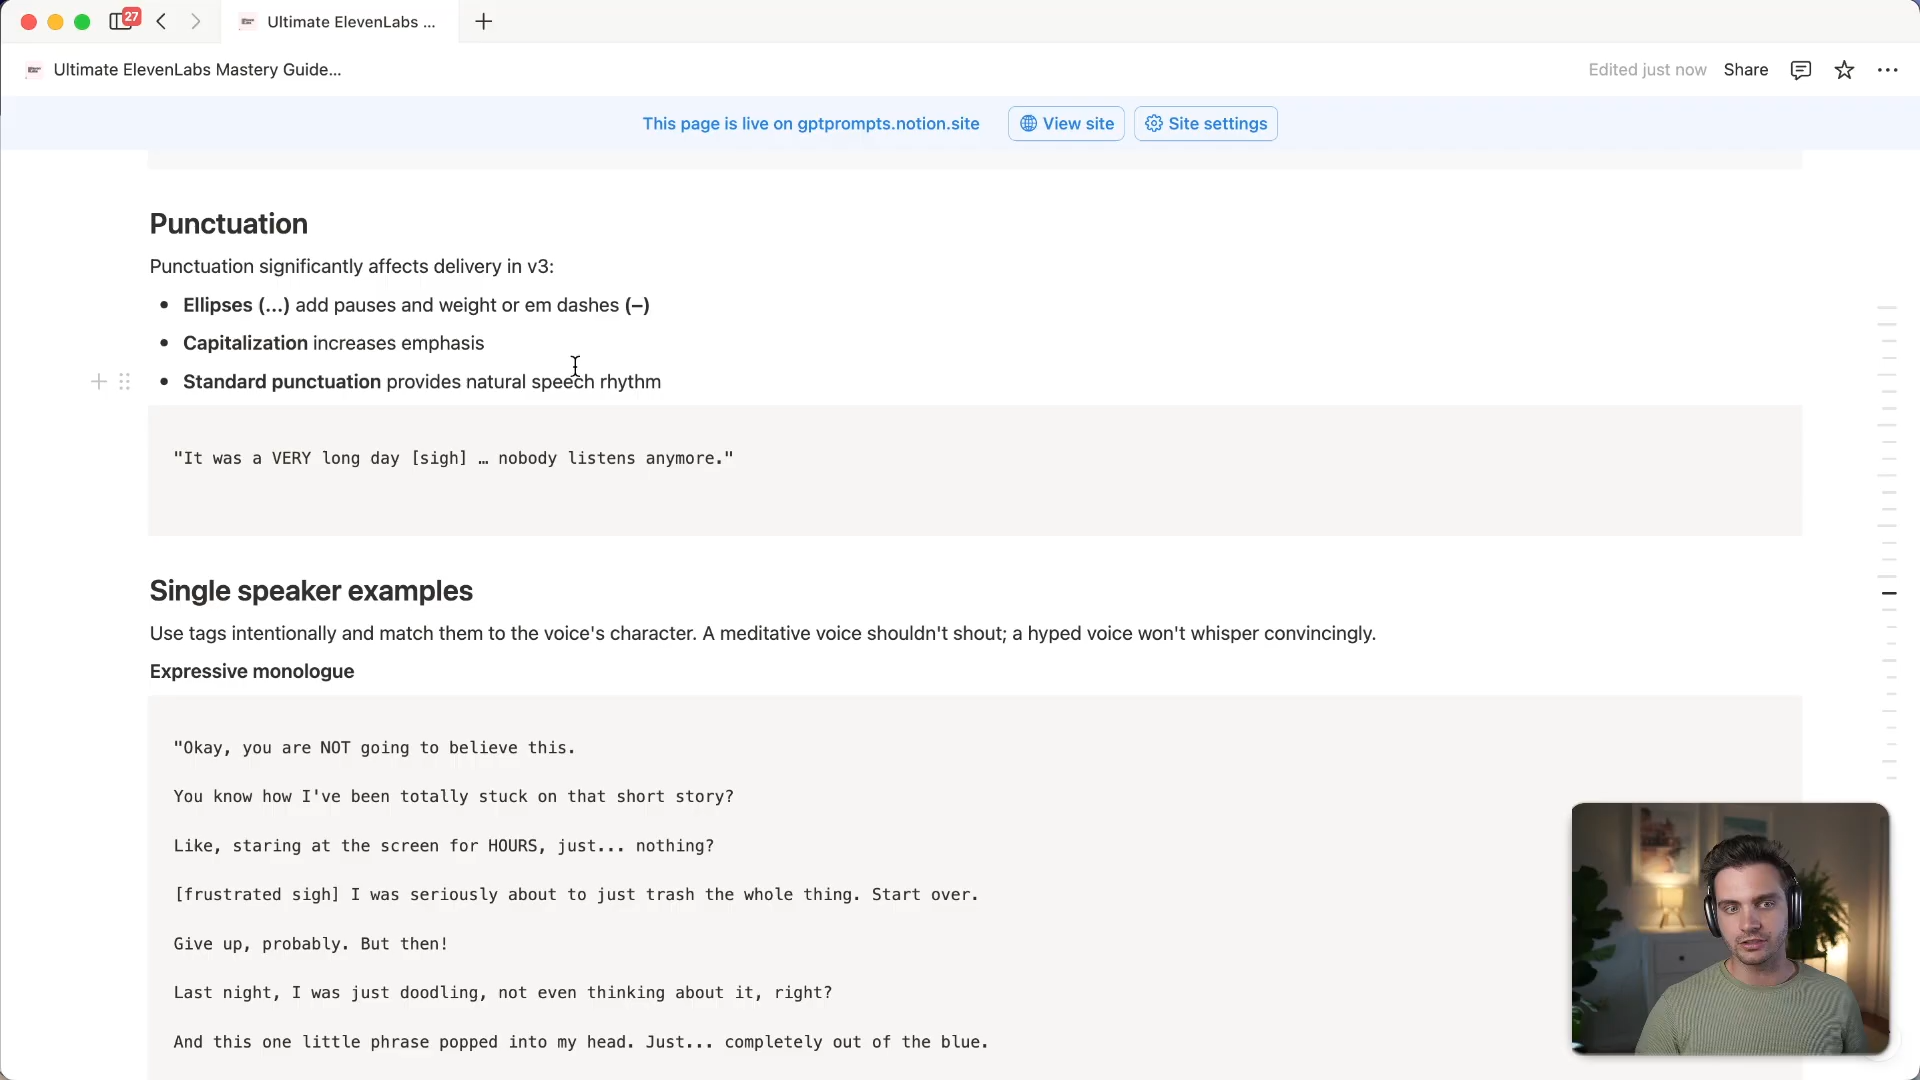 27
Ultimate ElevenLabs ...
Ultimate ElevenLabs Mastery Guide...
Edited just now
Share
This page is live on gptprompts.notion.site
View site
Site settings
Punctuation
Punctuation significantly affects delivery in v3:
• Ellipses (…) add pauses and weight or em dashes (–)
• Capitalization increases emphasis
• Standard punctuation provides natural speech rhythm
"It was a VERY long day [sigh] … nobody listens anymore."
Single speaker examples
Use tags intentionally and match them to the voice's character. A meditative voice shouldn't shout; a hyped voice won't whisper convincingly.
Expressive monologue
"Okay, you are NOT going to believe this.
You know how I've been totally stuck on that short story?
Like, staring at the screen for HOURS, just... nothing?
[frustrated sigh] I was seriously about to just trash the whole thing. Start over.
Give up, probably. But then!
Last night, I was just doodling, not even thinking about it, right?
And this one little phrase popped into my head. Just... completely out of the blue.